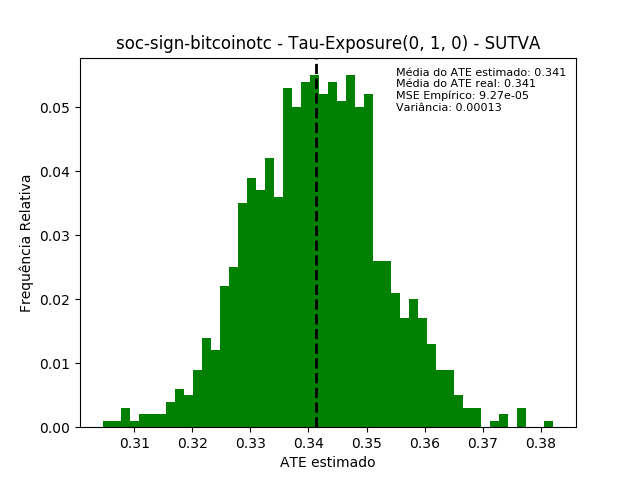 soc-sign-bitcoinotc - Tau-Exposure(0, 1, 0) - SUTVA
Média do ATE estimado: 0.341
Média do ATE real: 0.341
MSE Empírico: 9.27e-05
Variância: 0.00013
Frequência Relativa
0.05
0.04
0.03
0.02
0.01
0.00
0.31 0.32 0.33 0.34 0.35 0.36 0.37 0.38
ATE estimado